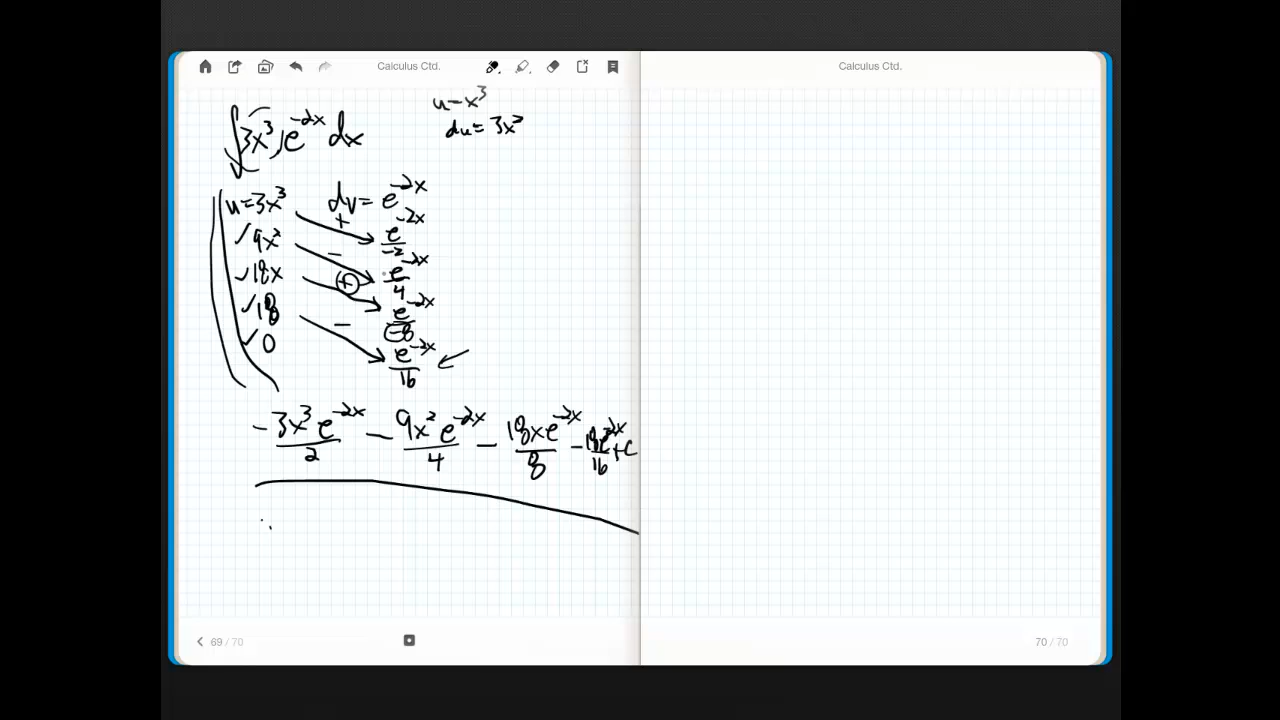 Calculus Ctd.
Calculus Ctd.
u=x³
du=3x²
∫(3x³)e^(-2x) dx
u=3x³ dv=e^(-2x)
+
9x² e^(-2x)/-2
-
18x e^(-2x)/4
+
18 e^(-2x)/-8
-
0 e^(-2x)/16
-3x³e^(-2x)/2 - 9x²e^(-2x)/4 - 18xe^(-2x)/8 - 18e^(-2x)/16 + C
69 / 70
70 / 70